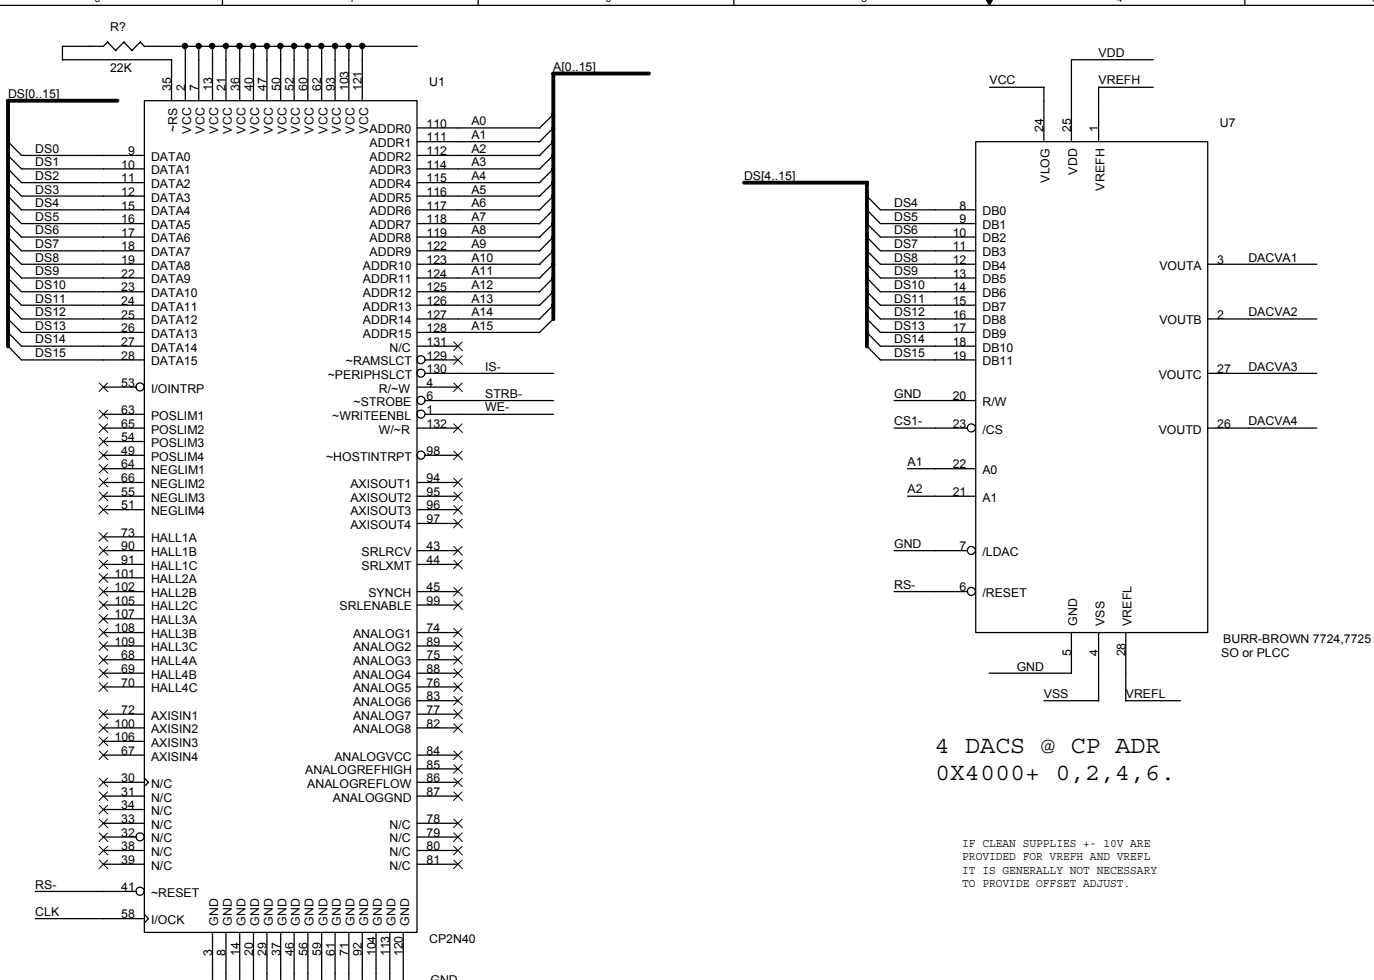 R?
22K
U1
DS[0..15]
A[0..15]
35 2 7 13 21 36 40 47 50 52 60 62 93 103 121
~RS VCC VCC VCC VCC VCC VCC VCC VCC VCC VCC VCC VCC VCC VCC
DS0 9 DATA0
DS1 10 DATA1
DS2 11 DATA2
DS3 12 DATA3
DS4 15 DATA4
DS5 16 DATA5
DS6 17 DATA6
DS7 18 DATA7
DS8 19 DATA8
DS9 22 DATA9
DS10 23 DATA10
DS11 24 DATA11
DS12 25 DATA12
DS13 26 DATA13
DS14 27 DATA14
DS15 28 DATA15
53 I/OINTRP
63 POSLIM1
65 POSLIM2
54 POSLIM3
49 POSLIM4
64 NEGLIM1
66 NEGLIM2
55 NEGLIM3
51 NEGLIM4
73 HALL1A
90 HALL1B
91 HALL1C
101 HALL2A
102 HALL2B
105 HALL2C
107 HALL3A
108 HALL3B
109 HALL3C
68 HALL4A
69 HALL4B
70 HALL4C
72 AXISIN1
100 AXISIN2
106 AXISIN3
67 AXISIN4
30 N/C
31 N/C
34 N/C
33 N/C
32 N/C
38 N/C
39 N/C
RS- 41 ~RESET
CLK 58 I/OCK
ADDR0 110 A0
ADDR1 111 A1
ADDR2 112 A2
ADDR3 114 A3
ADDR4 115 A4
ADDR5 116 A5
ADDR6 117 A6
ADDR7 118 A7
ADDR8 119 A8
ADDR9 122 A9
ADDR10 123 A10
ADDR11 124 A11
ADDR12 125 A12
ADDR13 126 A13
ADDR14 127 A14
ADDR15 128 A15
N/C 131
~RAMSLCT 129
~PERIPHSLCT 130 IS-
R/~W 4
~STROBE 6 STRB-
~WRITEENBL 1 WE-
W/~R 132
~HOSTINTRPT 98
AXISOUT1 94
AXISOUT2 95
AXISOUT3 96
AXISOUT4 97
SRLRCV 43
SRLXMT 44
SYNCH 45
SRLENABLE 99
ANALOG1 74
ANALOG2 89
ANALOG3 75
ANALOG4 88
ANALOG5 76
ANALOG6 83
ANALOG7 77
ANALOG8 82
ANALOGVCC 84
ANALOGREFHIGH 85
ANALOGREFLOW 86
ANALOGGND 87
N/C 78
N/C 79
N/C 80
N/C 81
GND GND GND GND GND GND GND GND GND GND GND GND GND GND GND
3 8 14 20 29 37 46 56 59 61 71 92 104 113 120
CP2N40
GND
VDD
VCC
VREFH
24 25 1
VLOG VDD VREFH
U7
DS[4..15]
DS4 8 DB0
DS5 9 DB1
DS6 10 DB2
DS7 11 DB3
DS8 12 DB4
DS9 13 DB5
DS10 14 DB6
DS11 15 DB7
DS12 16 DB8
DS13 17 DB9
DS14 18 DB10
DS15 19 DB11
GND 20 R/W
CS1- 23 /CS
A1 22 A0
A2 21 A1
GND 7 /LDAC
RS- 6 /RESET
VOUTA 3 DACVA1
VOUTB 2 DACVA2
VOUTC 27 DACVA3
VOUTD 26 DACVA4
GND VSS VREFL
5 4 28
GND
VSS
VREFL
BURR-BROWN 7724,7725
SO or PLCC
4 DACS @ CP ADR
0X4000+ 0,2,4,6.
IF CLEAN SUPPLIES +- 10V ARE
PROVIDED FOR VREFH AND VREFL
IT IS GENERALLY NOT NECESSARY
TO PROVIDE OFFSET ADJUST.